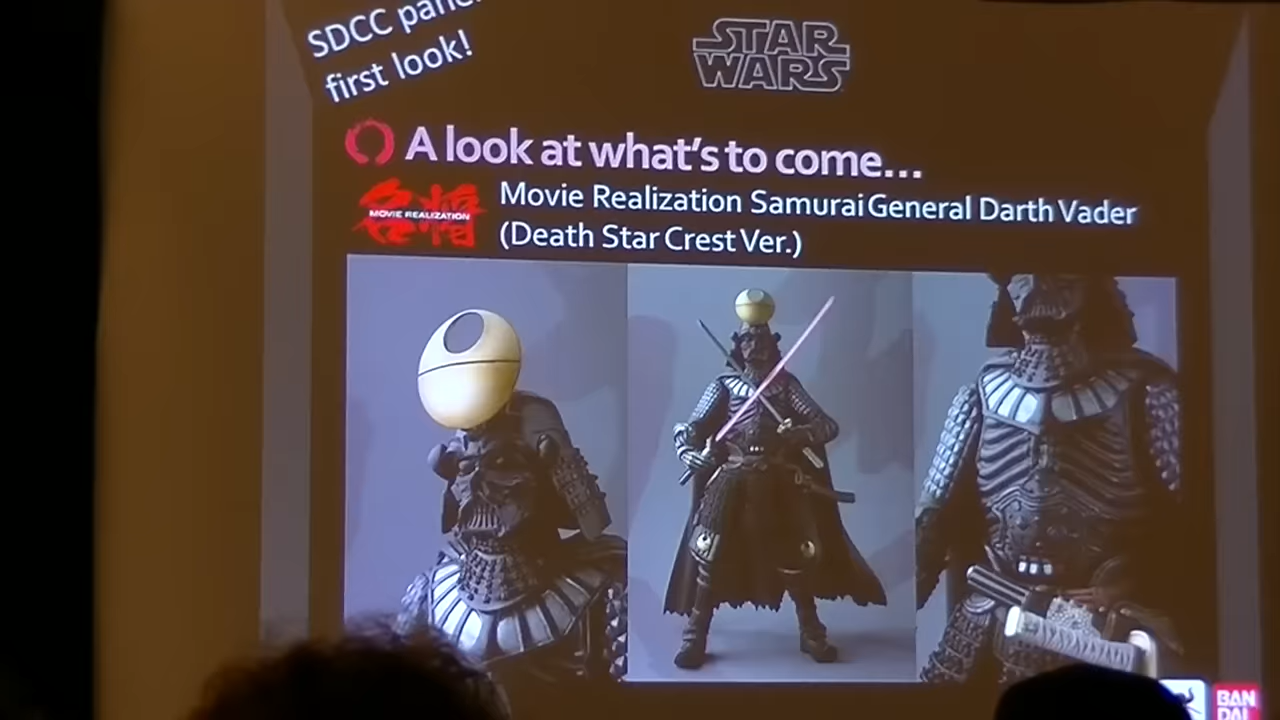 SDCC pane
first look!
STAR
WARS
A look at what's to come...
名将
MOVIE REALIZATION
Movie Realization Samurai General Darth Vader
(Death Star Crest Ver.)
BAN
DAI